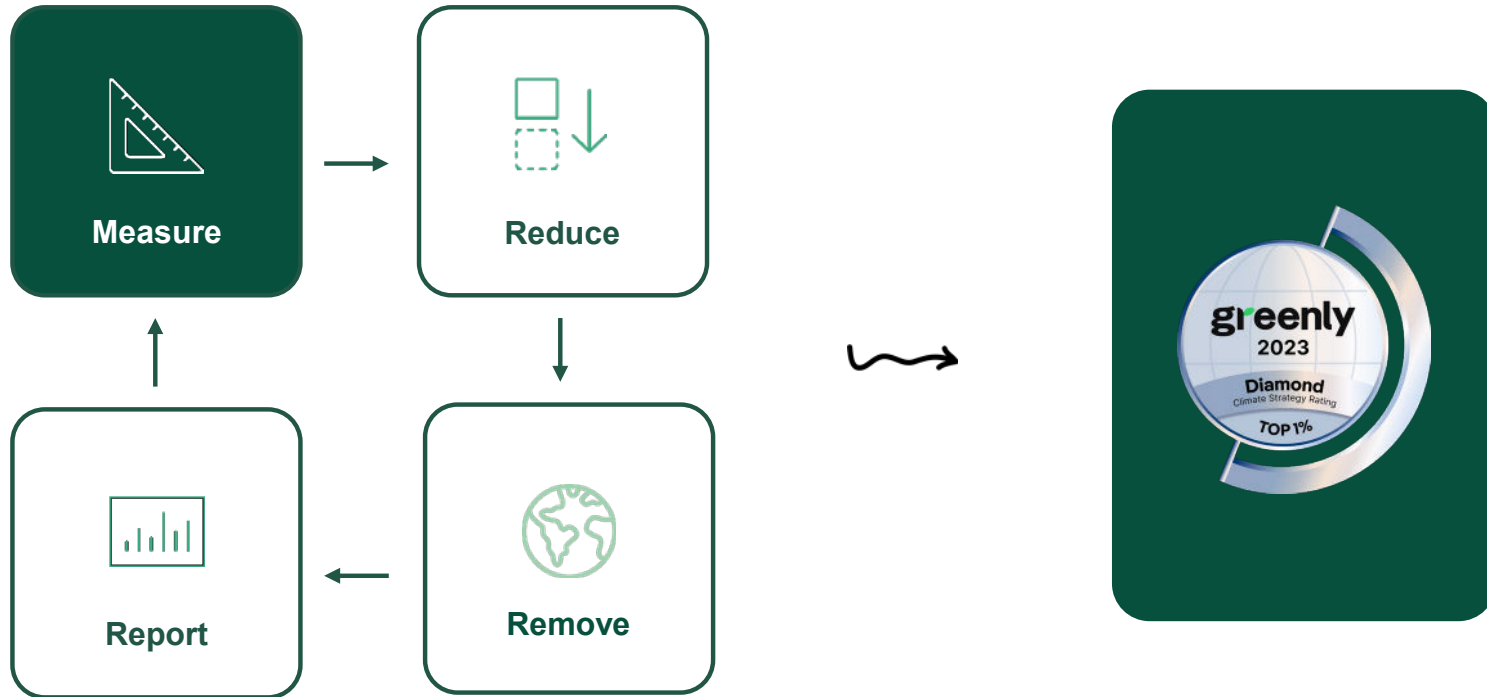 Measure
Reduce
Report
Remove
greenly
2023
Diamond
Climate Strategy Rating
TOP 1%